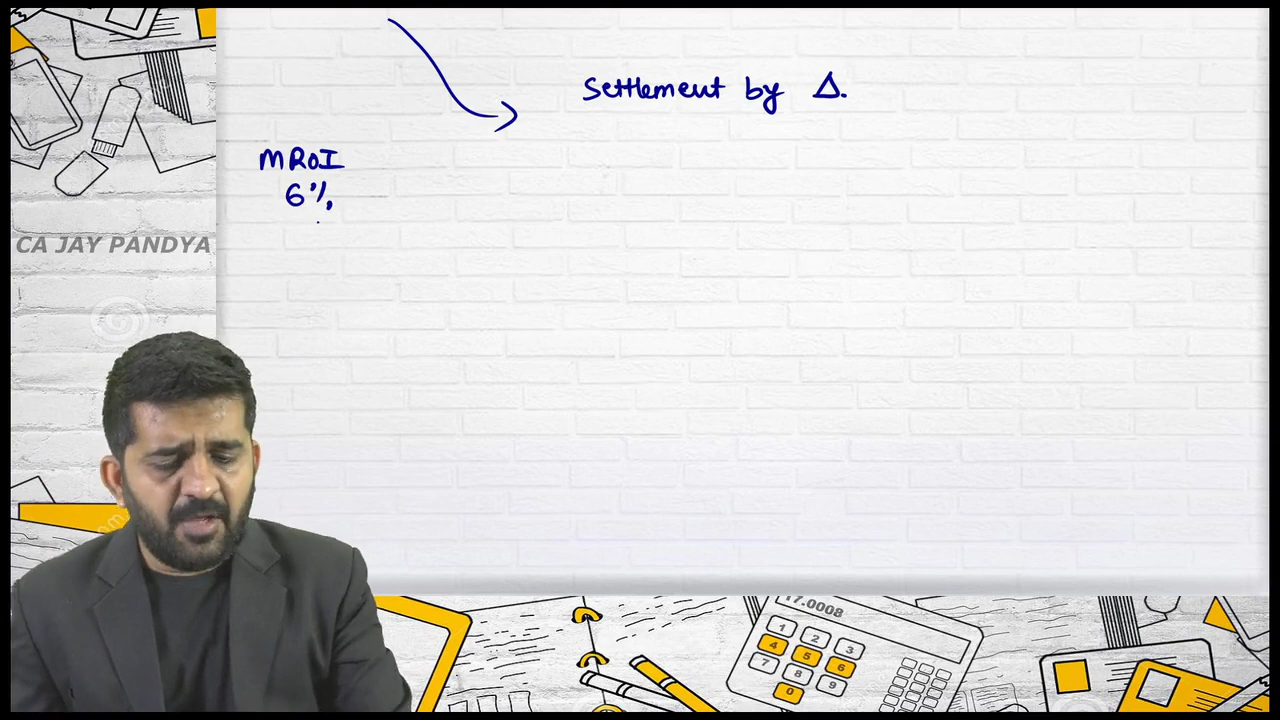 Settlement by Δ.
MRoI
6%
CA JAY PANDYA
17.0008
1 2 3
4 5 6
7 8 9
0